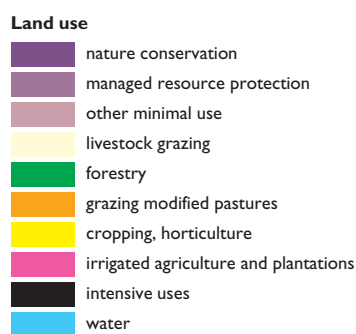 Land use
nature conservation
managed resource protection
other minimal use
livestock grazing
forestry
grazing modified pastures
cropping, horticulture
irrigated agriculture and plantations
intensive uses
water